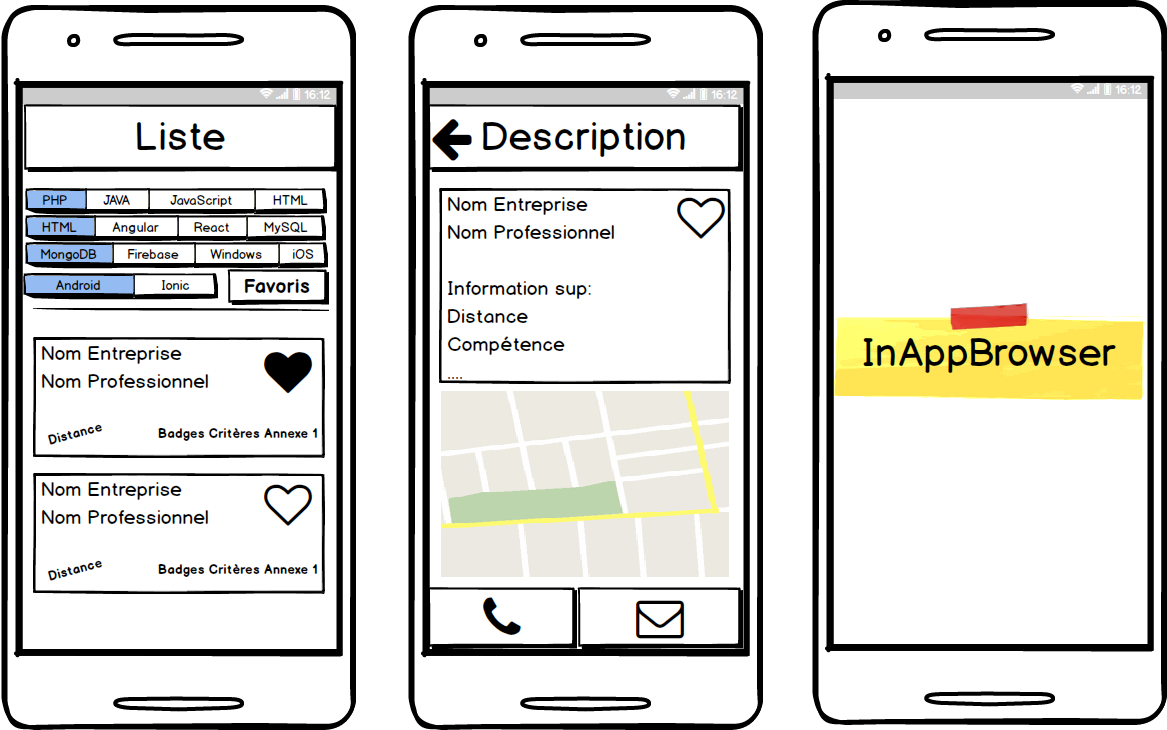 16:12
Liste
PHP JAVA JavaScript HTML
HTML Angular React MySQL
MongoDB Firebase Windows iOS
Android Ionic Favoris
Nom Entreprise
Nom Professionnel
Distance Badges Critères Annexe 1
Nom Entreprise
Nom Professionnel
Distance Badges Critères Annexe 1
16:12
Description
Nom Entreprise
Nom Professionnel
Information sup:
Distance
Compétence
....
16:12
InAppBrowser